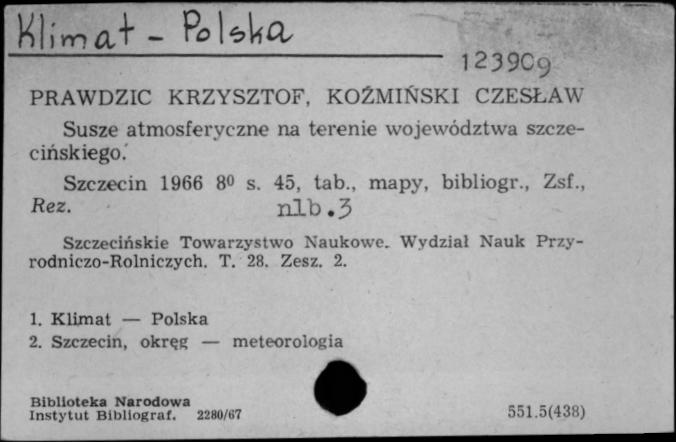 Klimat - Polska
123909
PRAWDZIC KRZYSZTOF, KOŹMIŃSKI CZESŁAW
Susze atmosferyczne na terenie województwa szcze-
cińskiego.
Szczecin 1966 8⁰ s. 45, tab., mapy, bibliogr., Zsf.,
Rez. nlb.3
Szczecińskie Towarzystwo Naukowe. Wydział Nauk Przy-
rodniczo-Rolniczych. T. 28. Zesz. 2.
1. Klimat — Polska
2. Szczecin, okręg — meteorologia
Biblioteka Narodowa
Instytut Bibliograf. 2280/67 551.5(438)